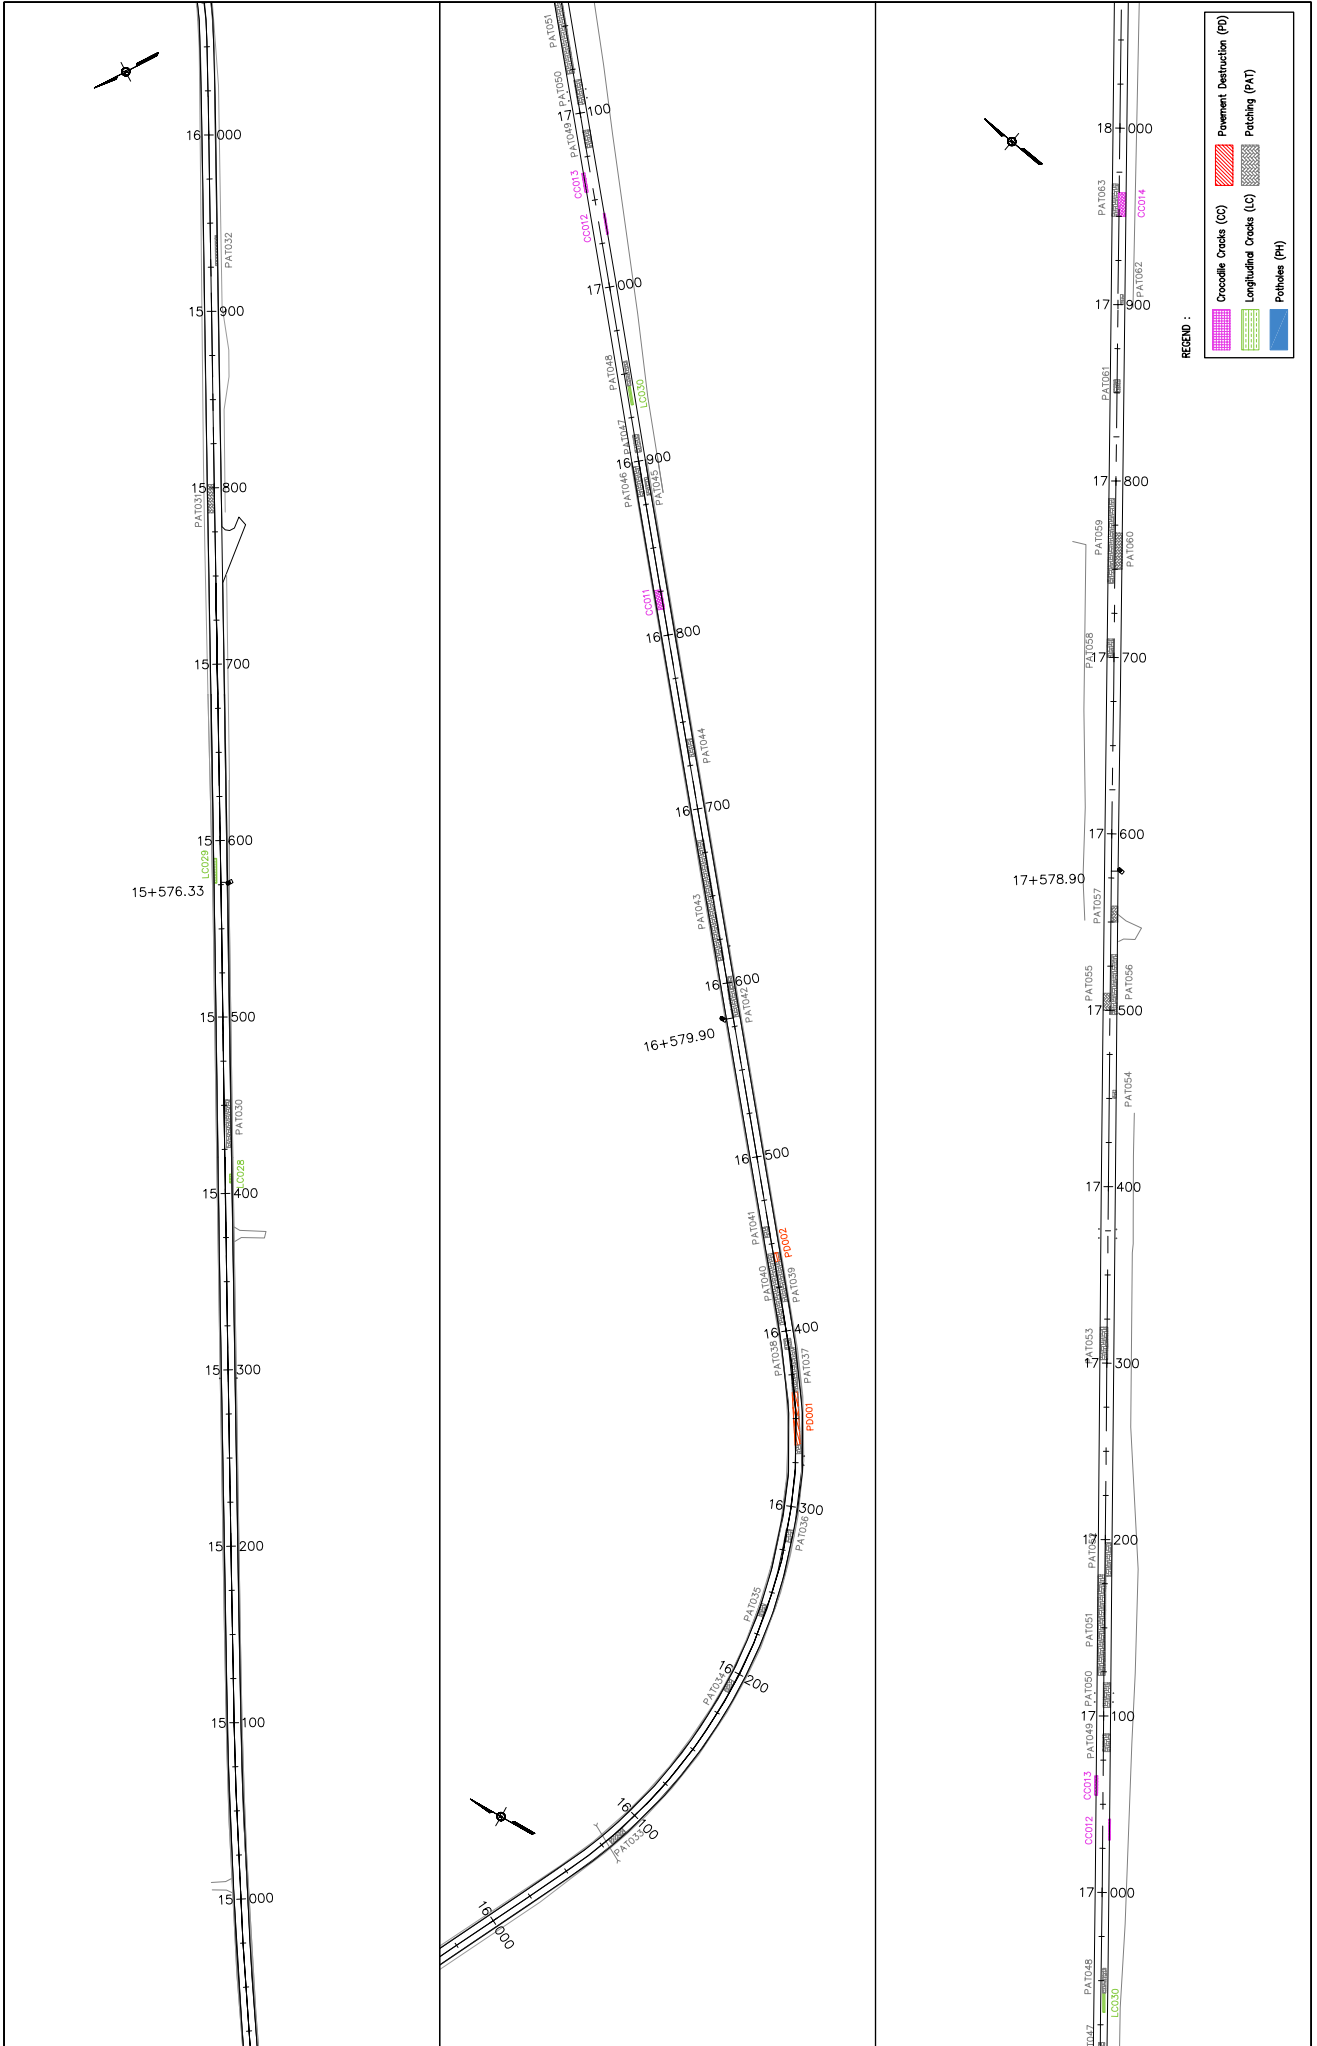 16+000
PAT032
15+900
PAT031
15+800
15+700
15+600
LC029
15+576.33
15+500
PAT030
LC028
15+400
15+300
15+200
15+100
15+000
PAT051
PAT050
17+100
PAT049
CC013
CC012
17+000
PAT048
LC030
PAT047
16+900
PAT046
PAT045
CC011
16+800
PAT044
16+700
PAT043
16+600
PAT042
16+579.90
16+500
PAT041
PD002
PAT040
PAT039
16+400
PAT038
PAT037
PD001
16+300
PAT036
PAT035
16+200
PAT034
16+100
PAT033
16+000
18+000
PAT063
CC014
PAT062
17+900
PAT061
17+800
PAT059
PAT060
PAT058
17+700
17+600
17+578.90
PAT057
PAT055
PAT056
17+500
PAT054
17+400
PAT053
17+300
17+200
PAT051
PAT050
17+100
PAT049
CC013
CC012
17+000
PAT048
LC030
T047
REGEND :
Crocodile Cracks (CC)
Pavement Destruction (PD)
Longitudinal Cracks (LC)
Patching (PAT)
Potholes (PH)